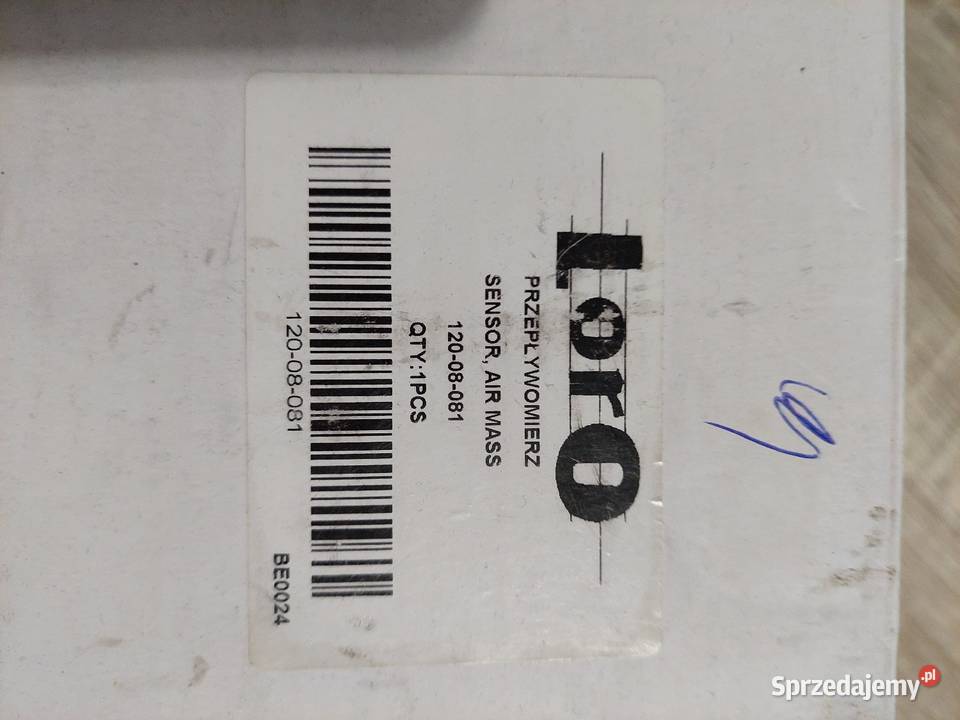 Loro
PRZEPŁYWOMIERZ
SENSOR, AIR MASS
120-08-081
QTY:1PCS
120-08-081
BE0024
Sprzedajemy.pl